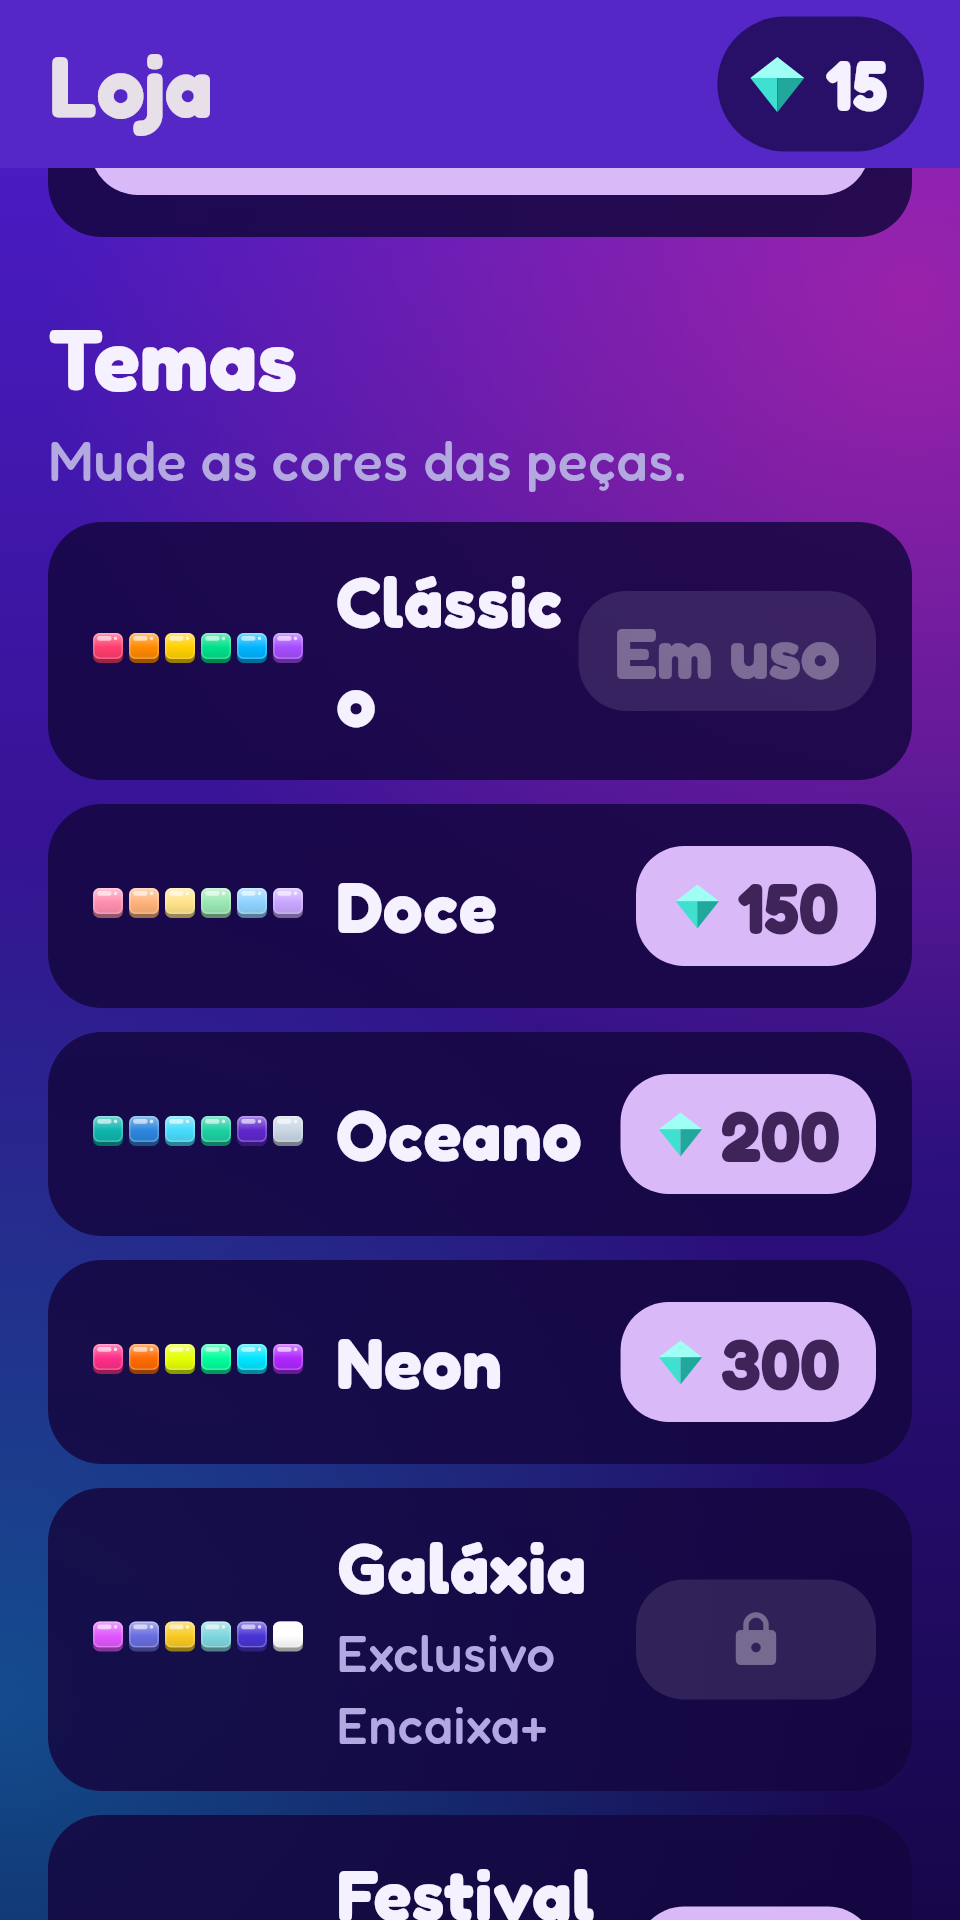 Loja
15
Temas
Mude as cores das peças.
Clássic
o
Em uso
Doce
150
Oceano
200
Neon
300
Galáxia
Exclusivo
Encaixa+
Festival